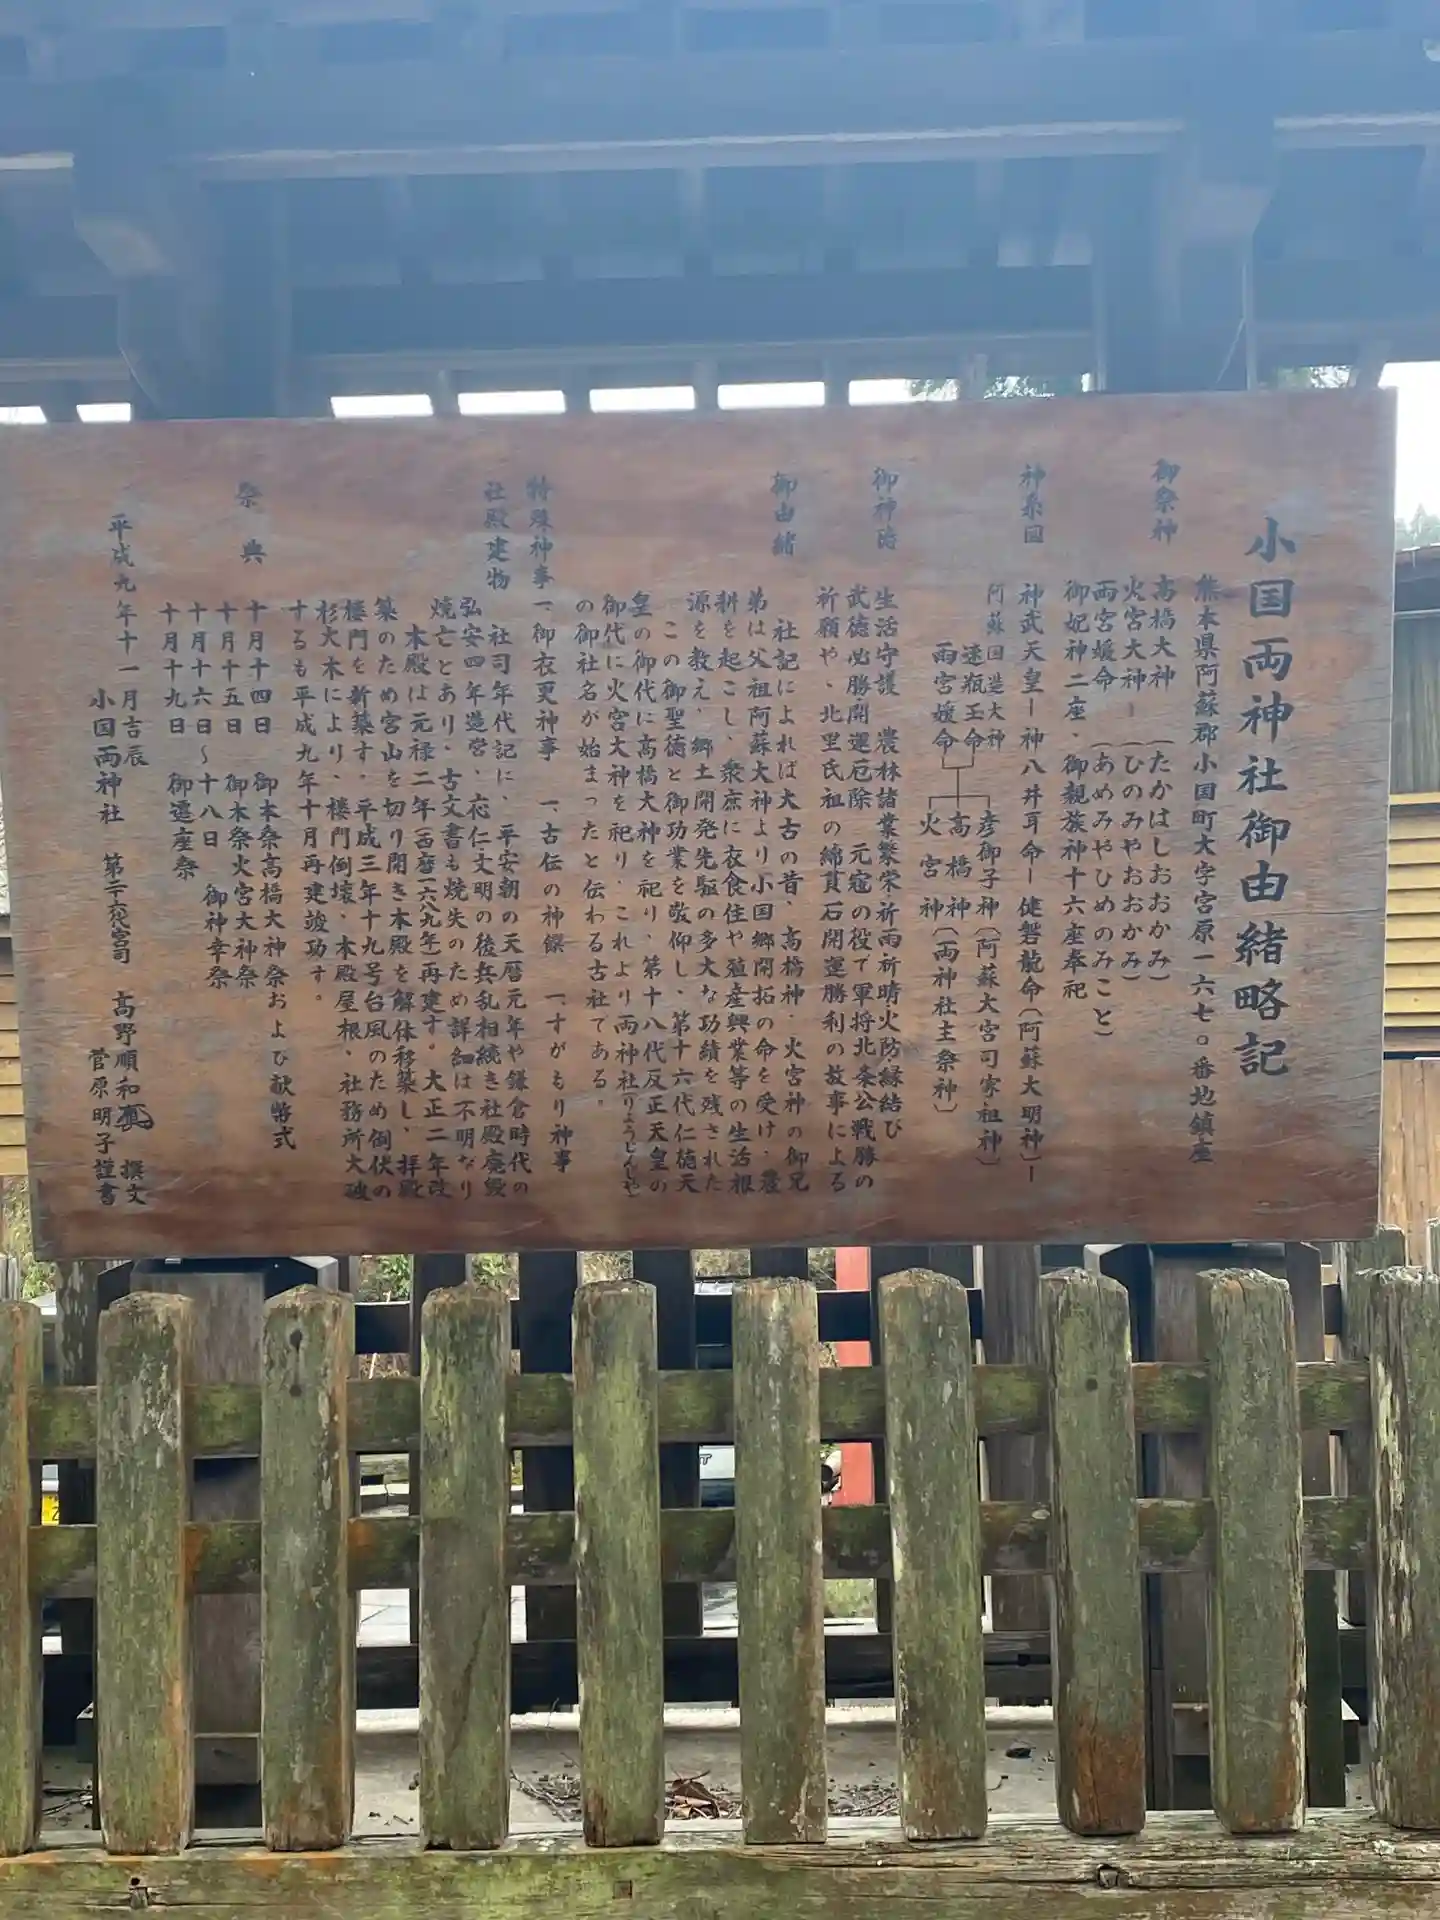 小国両神社御由緒略記
熊本県阿蘇郡小国町大字宮原一六七〇番地鎮座
御祭神
高橋大神 (たかはしおおかみ)
火宮大神 (ひのみやおおかみ)
雨宮媛命 (あめみやひめのみこと)
御妃神二座・御親族神十六座奉祀
神系図
神武天皇ー神八井耳命ー健磐龍命(阿蘇大明神)ー
阿蘇国造大神
速瓶玉命
雨宮媛命
彦御子神(阿蘇大宮司家祖神)
高橋神
火宮神(両神社主祭神)
御神徳
生活守護 農林諸業繁栄・祈雨祈晴・火防・縁結び
武徳必勝開運厄除 元寇の役で軍将北条公戦勝の
祈願や、北里氏祖の綿貫石開運勝利の故事による
御由緒
社記によれば大古の昔、高橋神・火宮神の御兄
弟は父祖阿蘇大神より小国郷開拓の命を受け、農
耕を起こし、衆庶に衣食住や殖産興業等の生活根
源を教え、郷土開発先駆の多大な功績を残された
この御聖徳と御功業を敬仰し、第十六代仁徳天
皇の御代に高橋大神を祀り、第十八代反正天皇の
御代に火宮大神を祀り、これより両神社りょうじんじゃ
の御社名が始まったと伝わる古社である。
特殊神事
一、御衣更神事 一、古伝の神饌 一、すがもり神事
社殿建物
社司年代記に、平安朝の天暦元年や鎌倉時代の
弘安四年造営、応仁・文明の後兵乱相続き社殿廃毀
焼亡とあり、古文書も焼失のため詳細は不明なり
本殿は元禄二年(西暦一六八九年)再建す。大正二年改
築のため宮山を切り開き本殿を解体移築し、拝殿
楼門を新築す。平成三年十九号台風のため倒伏の
杉大木により、楼門倒壊、本殿屋根、社務所大破
するも平成九年十月再建竣功す。
祭典
十月十四日 御本祭高橋大神祭および献幣式
十月十五日 御本祭火宮大神祭
十月十六日～十八日 御神幸祭
十月十九日 御還座祭
平成九年十一月吉辰
小国両神社 第二十六代宮司 高野順和 撰文
菅原明子謹書